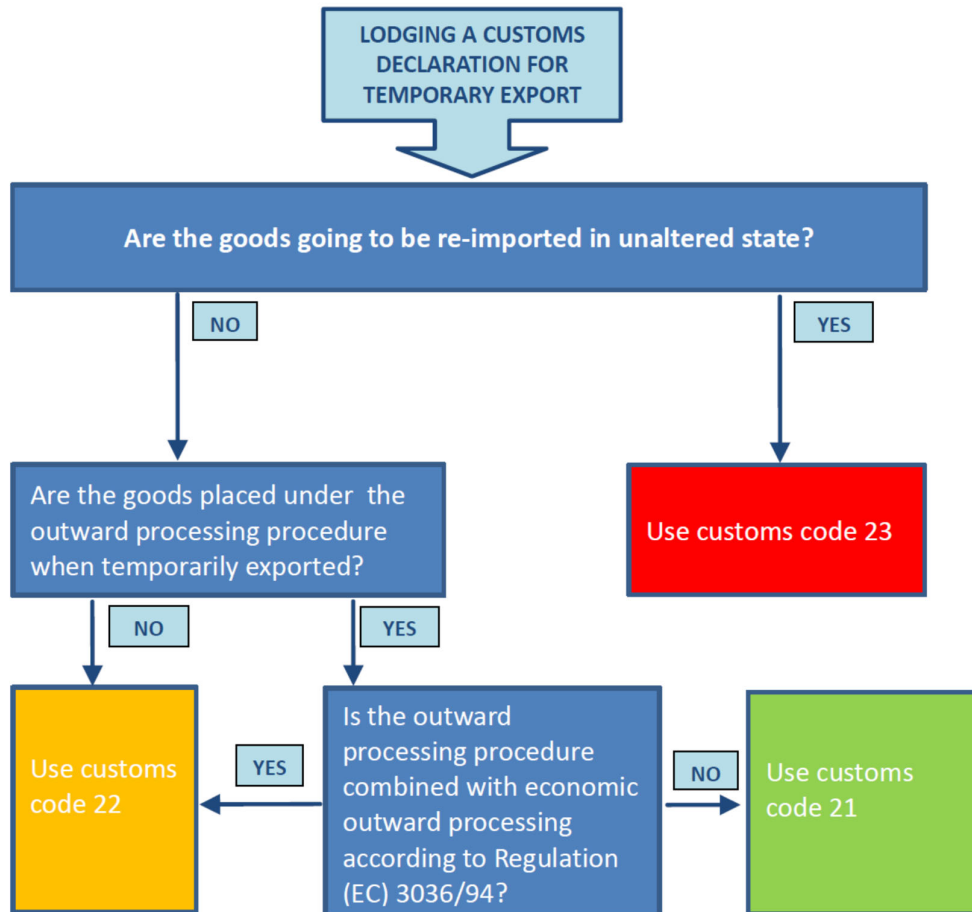 LODGING A CUSTOMS
DECLARATION FOR
TEMPORARY EXPORT
Are the goods going to be re-imported in unaltered state?
NO
YES
Are the goods placed under the
outward processing procedure
when temporarily exported?
Use customs code 23
NO
YES
Use customs
code 22
YES
Is the outward
processing procedure
combined with economic
outward processing
according to Regulation
(EC) 3036/94?
NO
Use customs
code 21